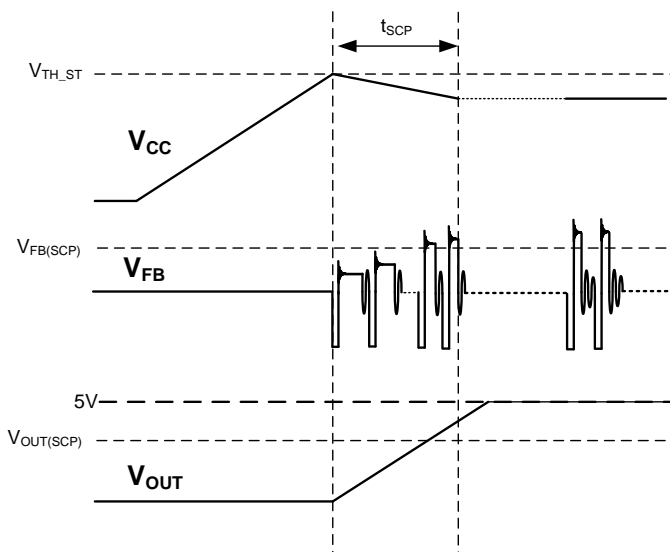 tSCP
VTH_ST
VCC
VFB(SCP)
VFB
5V
VOUT(SCP)
VOUT